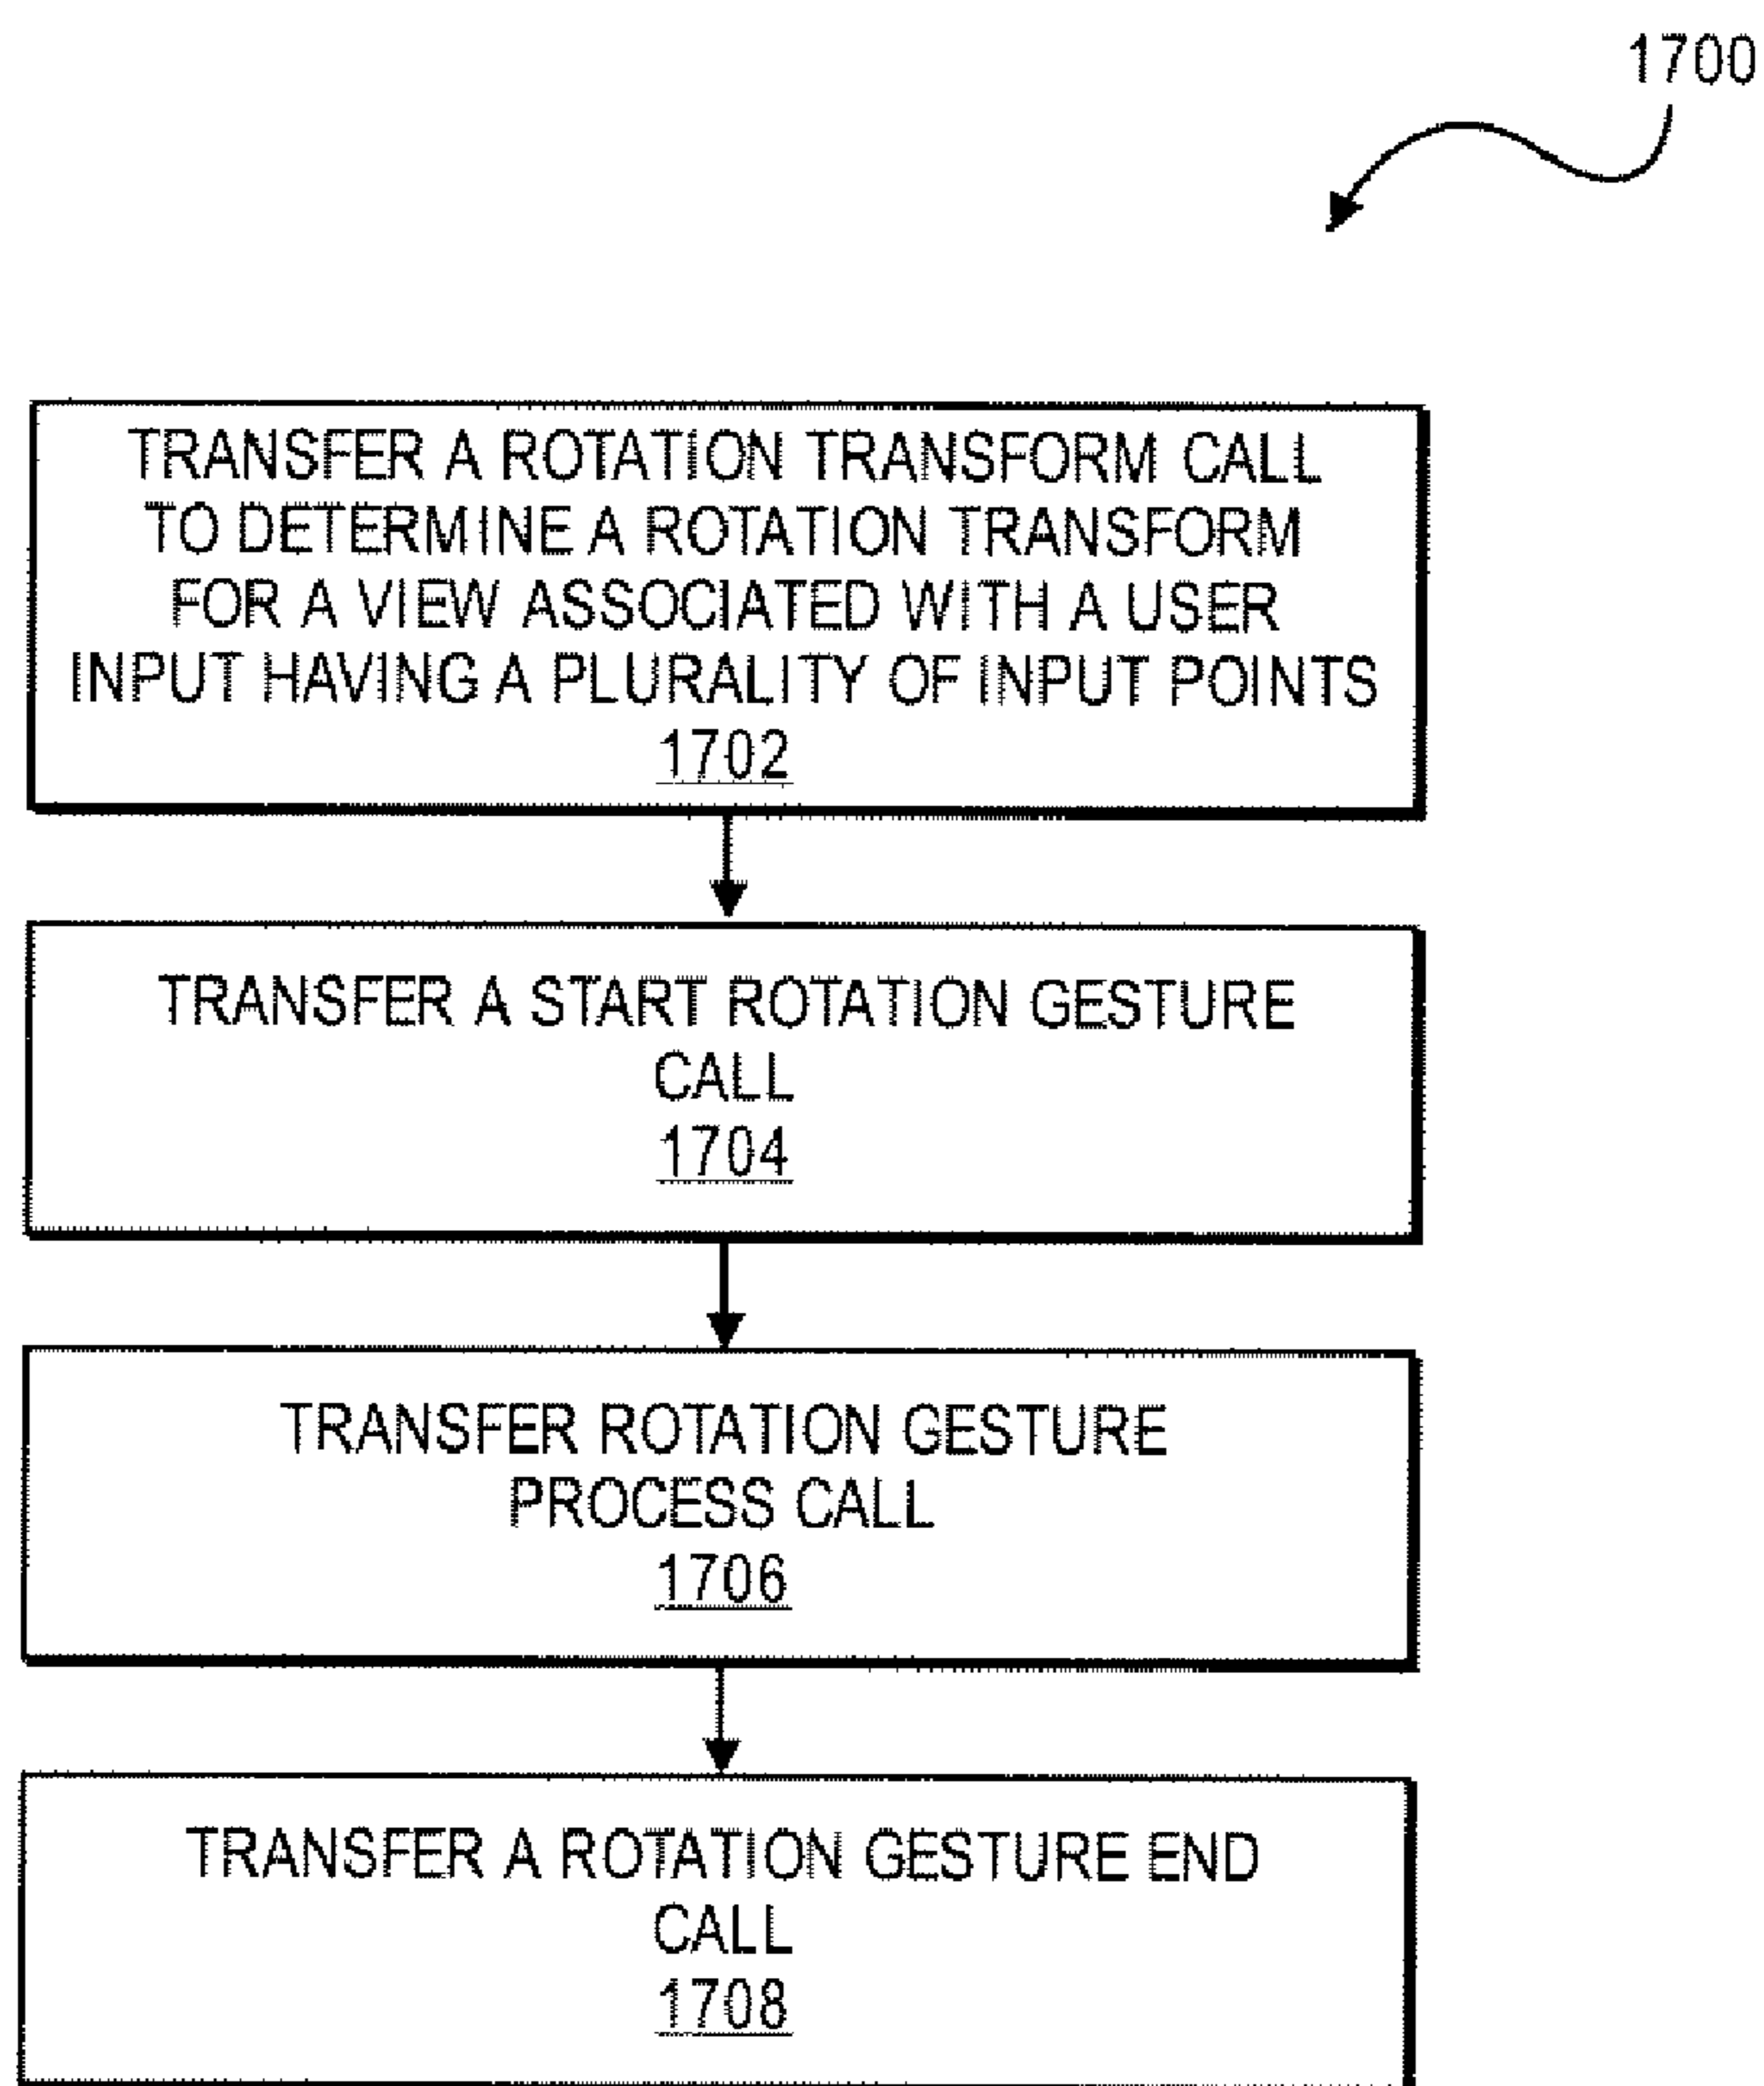 1700
TRANSFER A ROTATION TRANSFORM CALL
TO DETERMINE A ROTATION TRANSFORM
FOR A VIEW ASSOCIATED WITH A USER
INPUT HAVING A PLURALITY OF INPUT POINTS
1702
TRANSFER A START ROTATION GESTURE
CALL
1704
TRANSFER ROTATION GESTURE
PROCESS CALL
1706
TRANSFER A ROTATION GESTURE END
CALL
1708